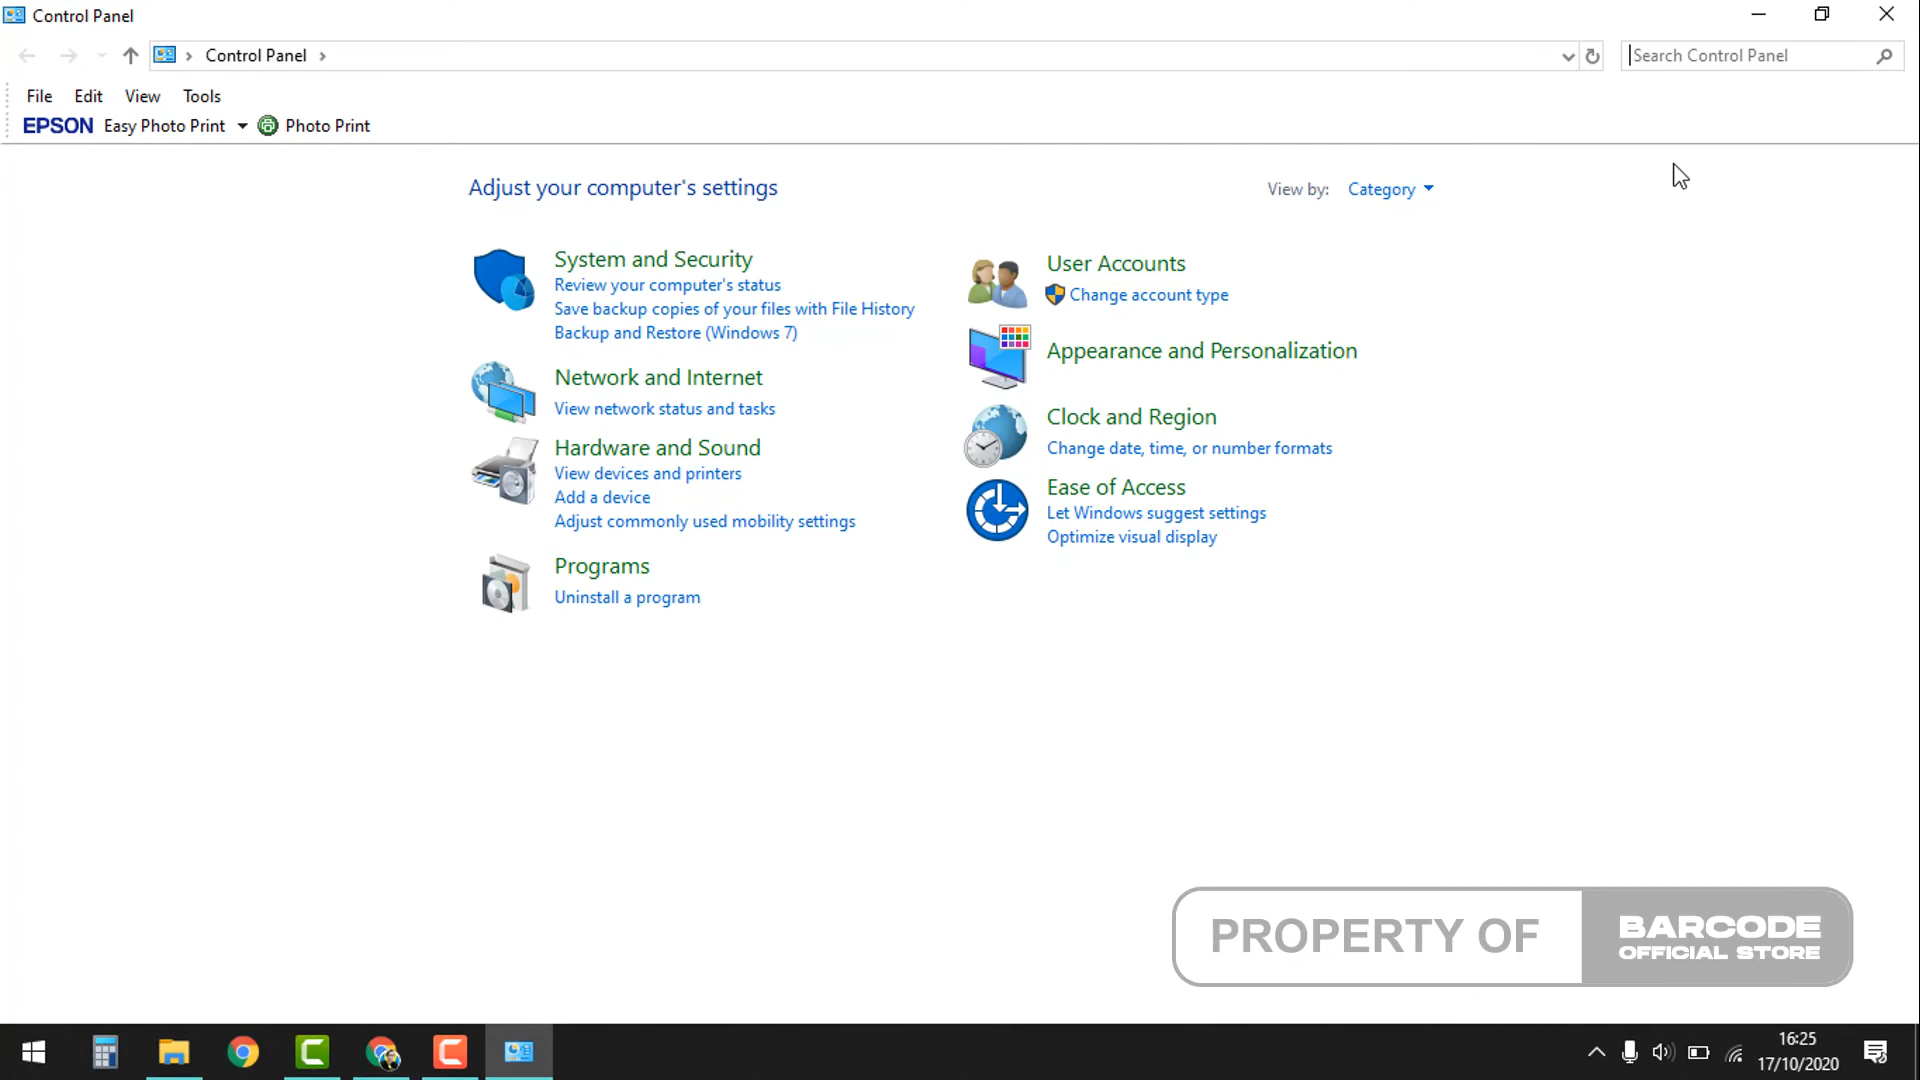 Control Panel
Control Panel
Search Control Panel
File Edit View Tools
EPSON Easy Photo Print Photo Print
Adjust your computer's settings
View by: Category
System and Security
Review your computer's status
Save backup copies of your files with File History
Backup and Restore (Windows 7)
Network and Internet
View network status and tasks
Hardware and Sound
View devices and printers
Add a device
Adjust commonly used mobility settings
Programs
Uninstall a program
User Accounts
Change account type
Appearance and Personalization
Clock and Region
Change date, time, or number formats
Ease of Access
Let Windows suggest settings
Optimize visual display
PROPERTY OF
BARCODE
OFFICIAL STORE
16:25
17/10/2020